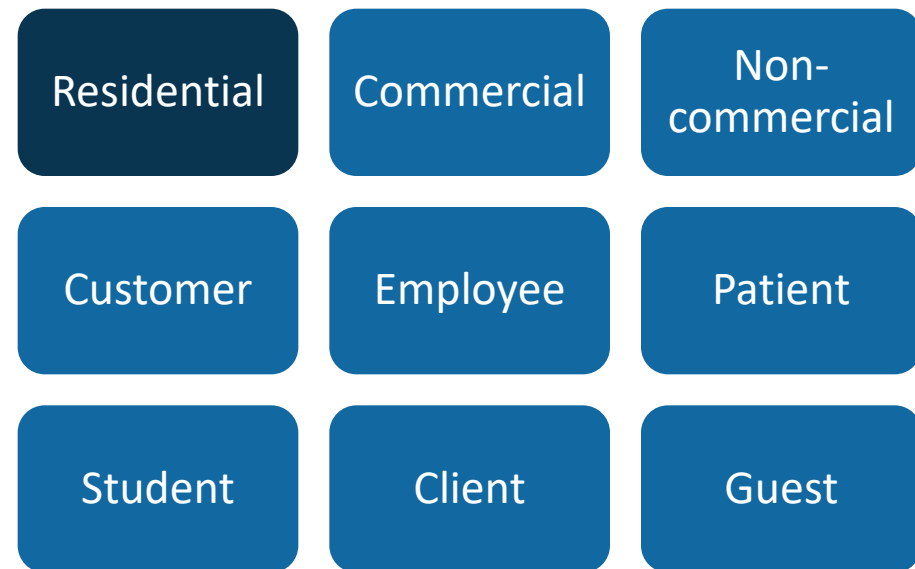 Residential
Commercial
Non-
commercial
Customer
Employee
Patient
Student
Client
Guest